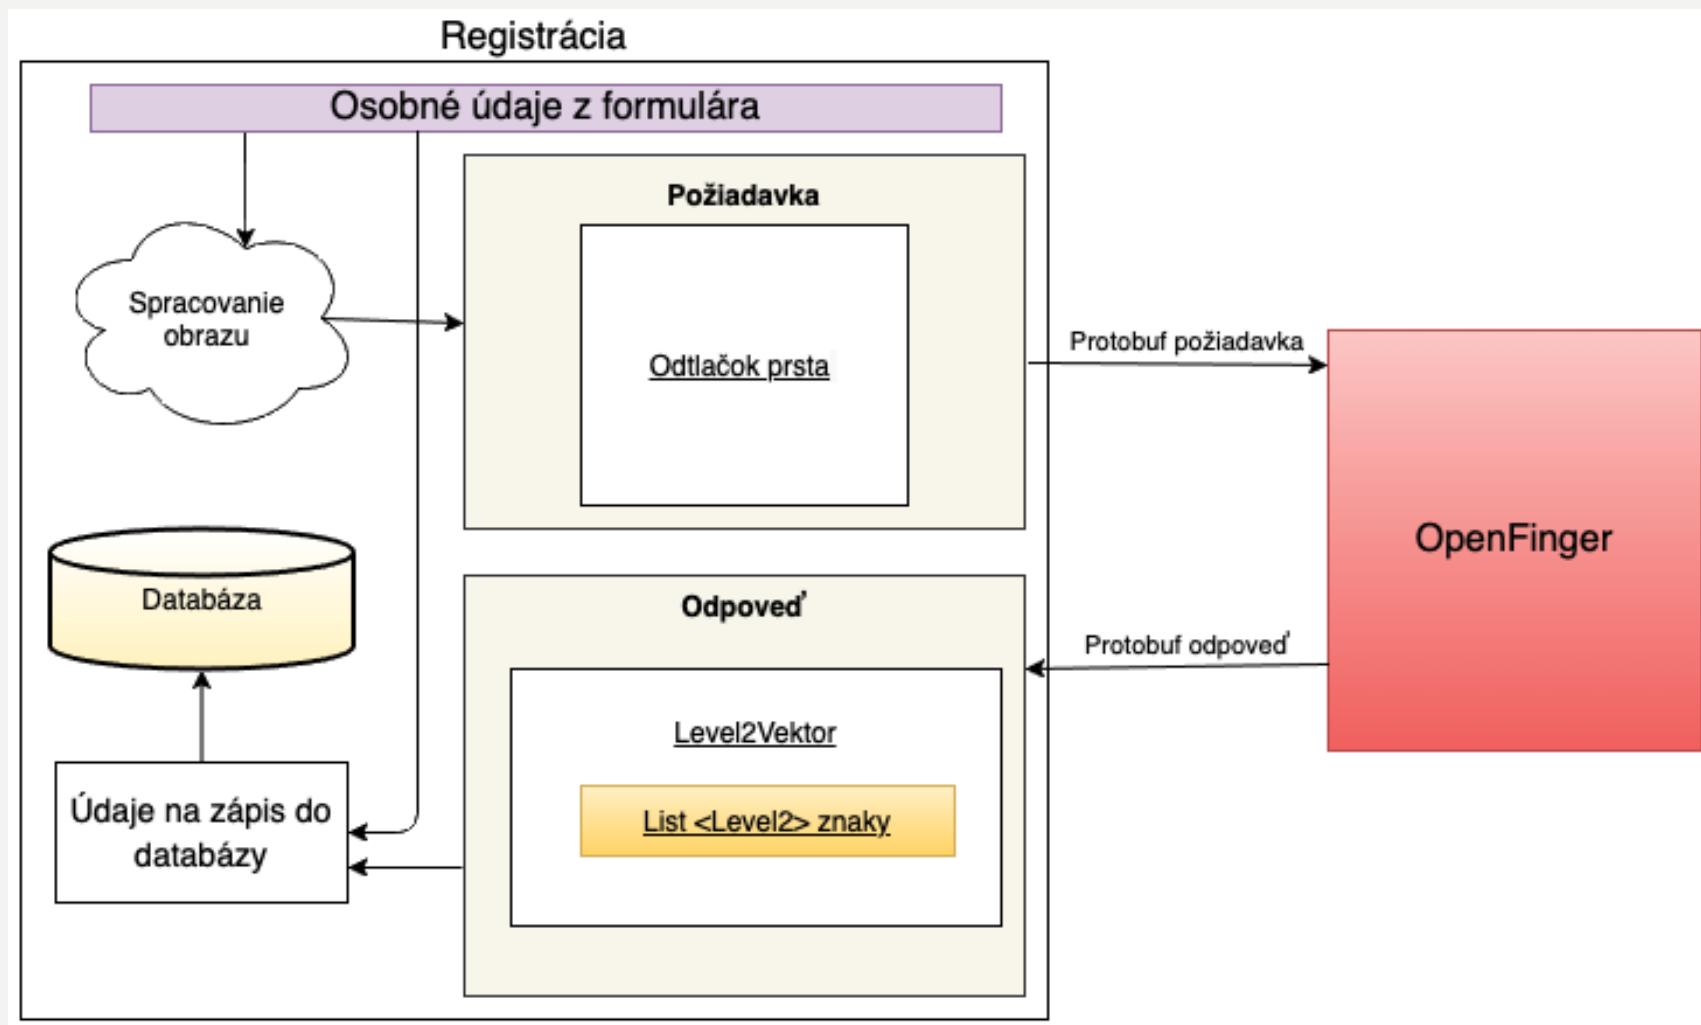 Registrácia
Osobné údaje z formulára
Požiadavka
Spracovanie
obrazu
Odtlačok prsta
Protobuf požiadavka
OpenFinger
Databáza
Odpoveď
Protobuf odpoveď
Level2Vektor
List <Level2> znaky
Údaje na zápis do
databázy